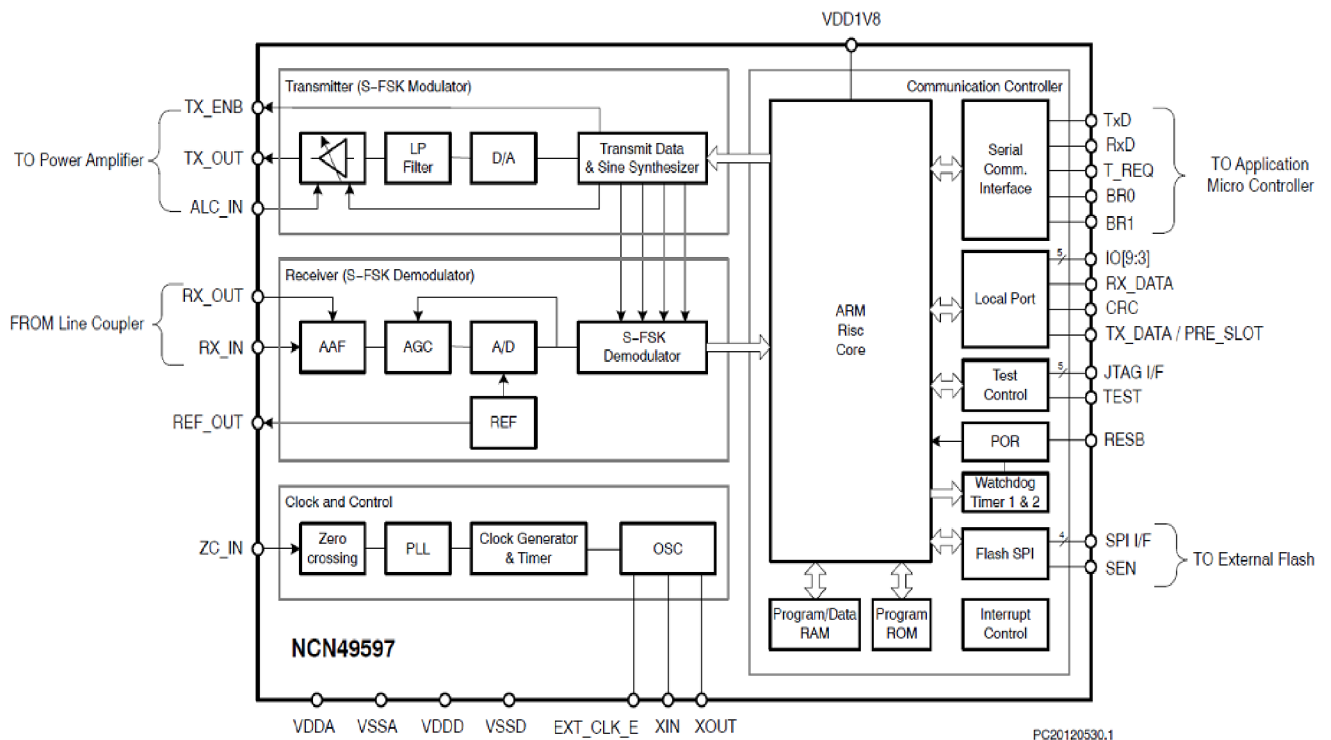 VDD1V8
Transmitter (S-FSK Modulator)
TX_ENB
TO Power Amplifier
TX_OUT
ALC_IN
LP
Filter
D/A
Transmit Data
& Sine Synthesizer
Receiver (S-FSK Demodulator)
RX_OUT
FROM Line Coupler
RX_IN
AAF
AGC
A/D
S-FSK
Demodulator
REF_OUT
REF
Clock and Control
ZC_IN
Zero
crossing
PLL
Clock Generator
& Timer
OSC
NCN49597
Communication Controller
ARM
Risc
Core
Serial
Comm.
Interface
TxD
RxD
T_REQ
BR0
BR1
TO Application
Micro Controller
Local Port
5
IO[9:3]
RX_DATA
CRC
TX_DATA / PRE_SLOT
Test
Control
5
JTAG I/F
TEST
POR
RESB
Watchdog
Timer 1 & 2
Flash SPI
4
SPI I/F
SEN
TO External Flash
Program/Data
RAM
Program
ROM
Interrupt
Control
VDDA
VSSA
VDDD
VSSD
EXT_CLK_E
XIN
XOUT
PC20120530.1